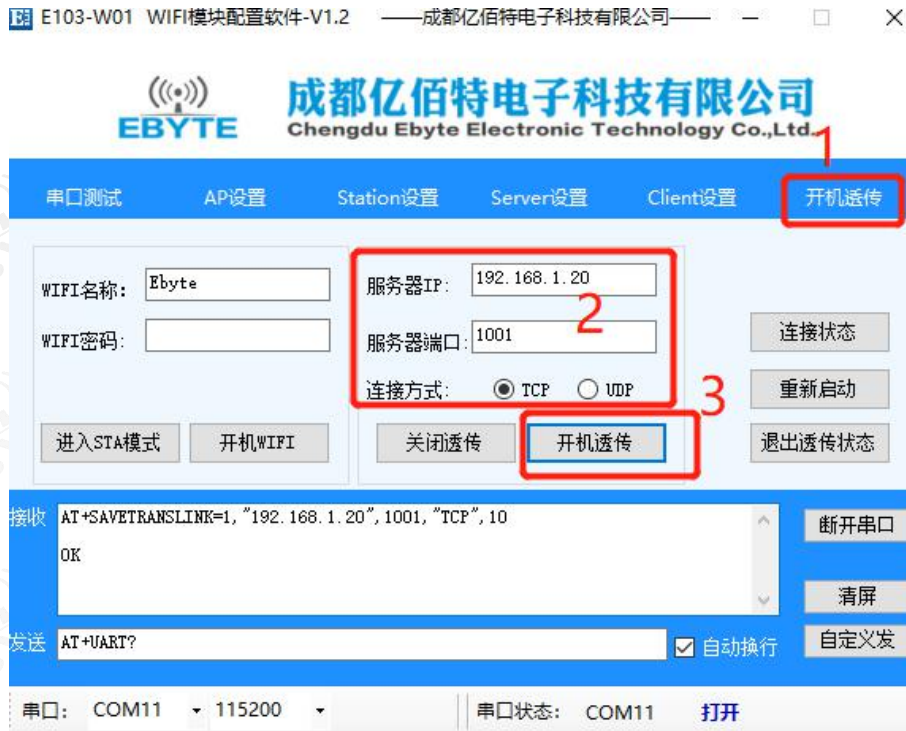 E103-W01 WIFI模块配置软件-V1.2 ——成都亿佰特电子科技有限公司——
EBYTE
成都亿佰特电子科技有限公司
Chengdu Ebyte Electronic Technology Co.,Ltd.
1
串口测试 AP设置 Station设置 Server设置 Client设置 开机透传
WIFI名称: Ebyte
WIFI密码:
服务器IP: 192.168.1.20
2
服务器端口: 1001
连接方式: TCP UDP
3
进入STA模式 开机WIFI 关闭透传 开机透传
连接状态
重新启动
退出透传状态
接收 AT+SAVETRANSLINK=1,"192.168.1.20",1001,"TCP",10
OK
断开串口
清屏
发送 AT+UART? 自动换行 自定义发
串口: COM11 115200 串口状态: COM11 打开